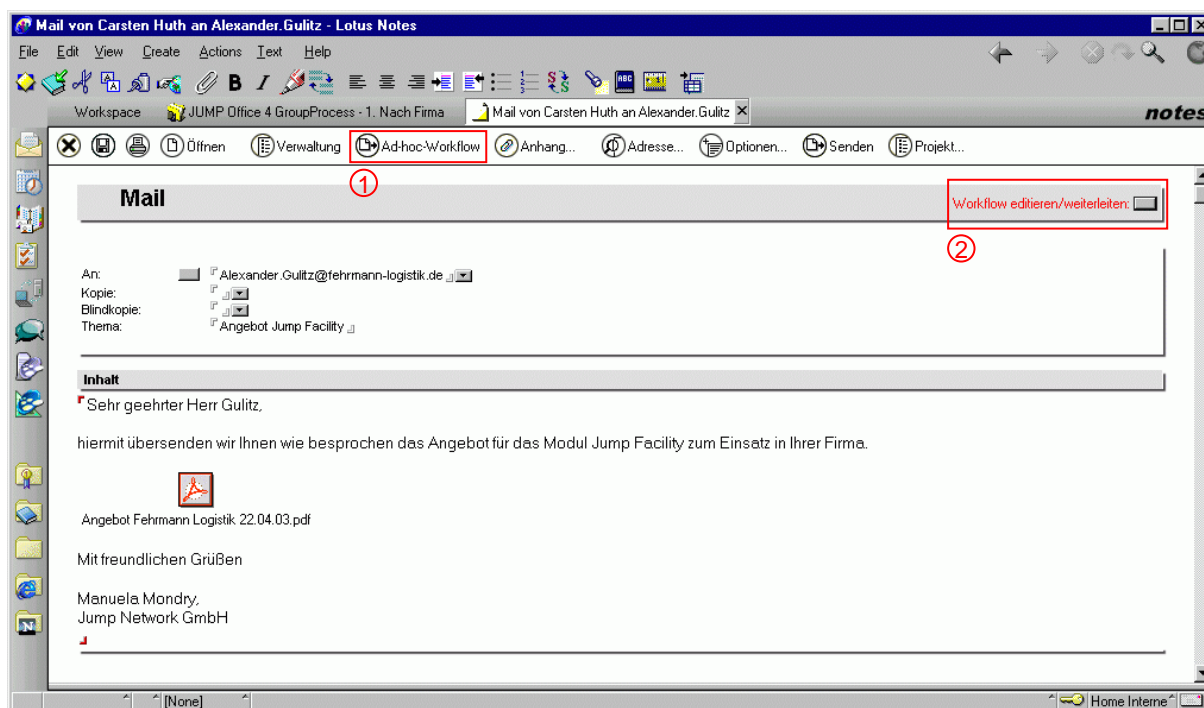 Mail von Carsten Huth an Alexander.Gulitz - Lotus Notes
File Edit View Create Actions Text Help
Workspace JUMP Office 4 GroupProcess - 1. Nach Firma Mail von Carsten Huth an Alexander.Gulitz notes
Öffnen Verwaltung Ad-hoc-Workflow Anhang... Adresse... Optionen... Senden Projekt...
1
Mail
Workflow editieren/weiterleiten:
2
An: Alexander.Gulitz@fehrmann-logistik.de
Kopie:
Blindkopie:
Thema: Angebot Jump Facility
Inhalt
Sehr geehrter Herr Gulitz,
hiermit übersenden wir Ihnen wie besprochen das Angebot für das Modul Jump Facility zum Einsatz in Ihrer Firma.
Angebot Fehrmann Logistik 22.04.03.pdf
Mit freundlichen Grüßen
Manuela Mondry,
Jump Network GmbH
[None] Home Interne